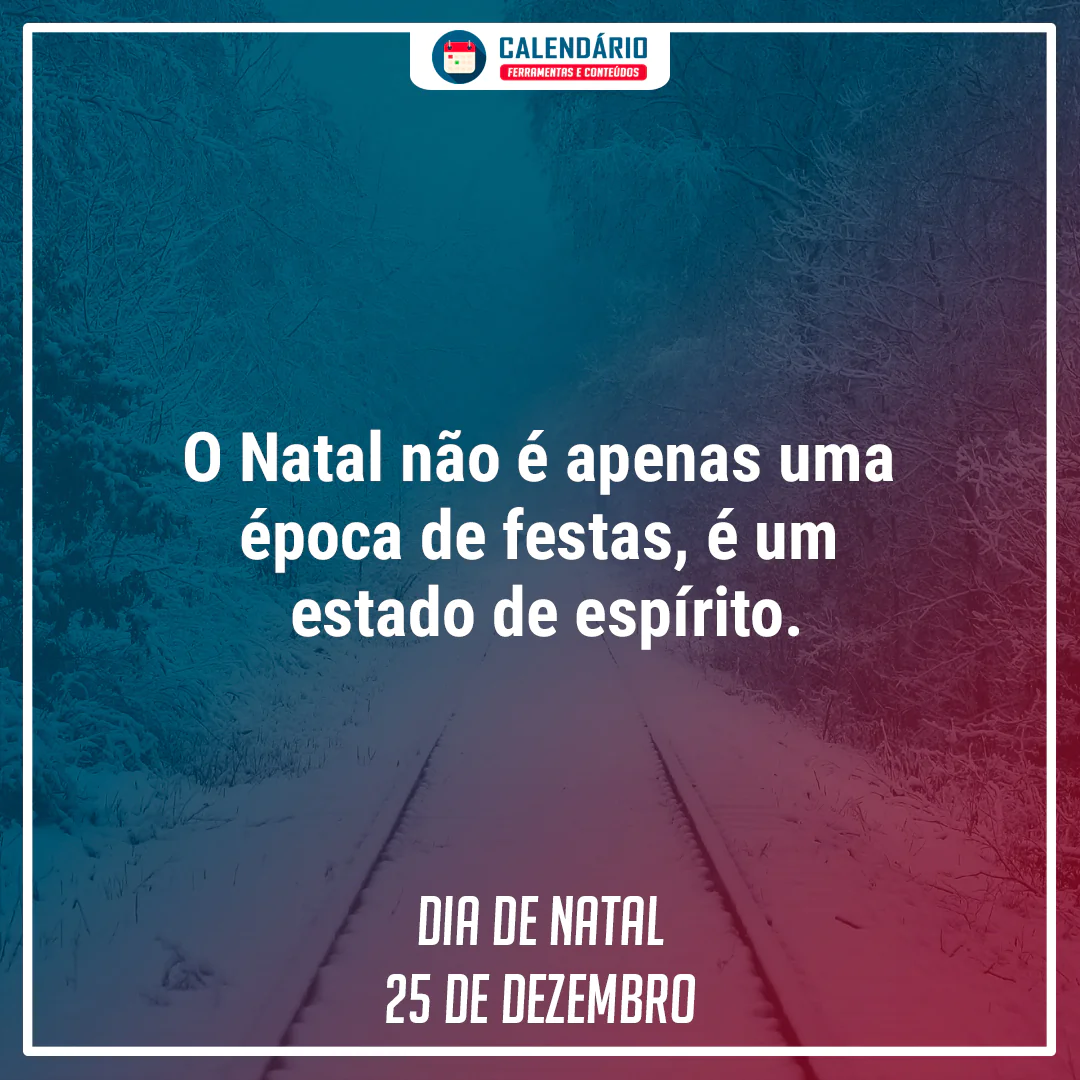 CALENDÁRIO
FERRAMENTAS E CONTEÚDOS
O Natal não é apenas uma
época de festas, é um
estado de espírito.
DIA DE NATAL
25 DE DEZEMBRO